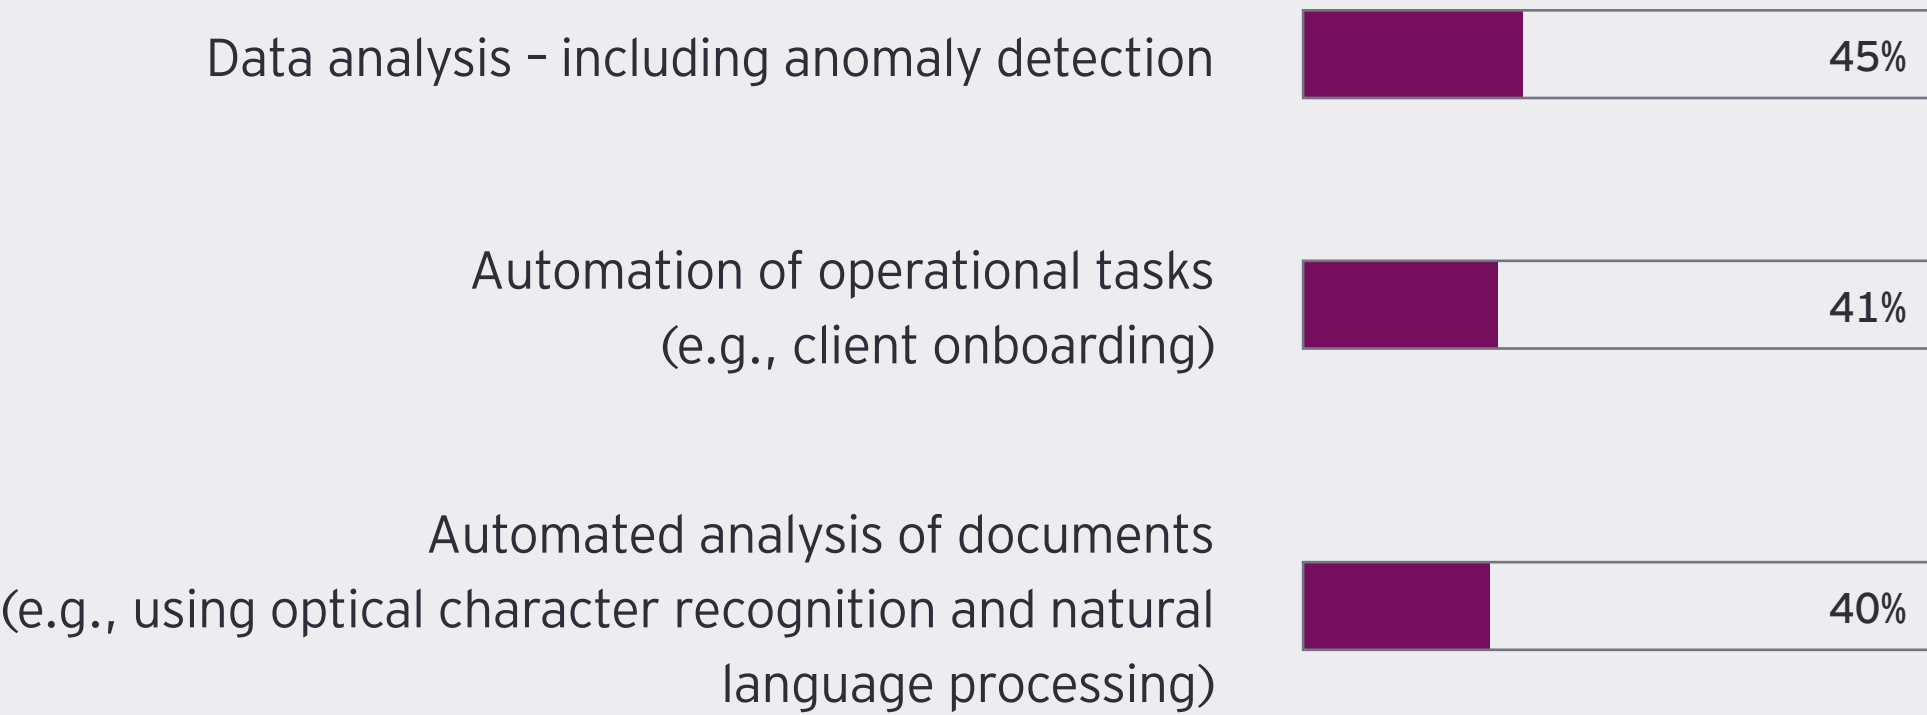 Data analysis – including anomaly detection
45%
Automation of operational tasks
(e.g., client onboarding)
41%
Automated analysis of documents
(e.g., using optical character recognition and natural
language processing)
40%